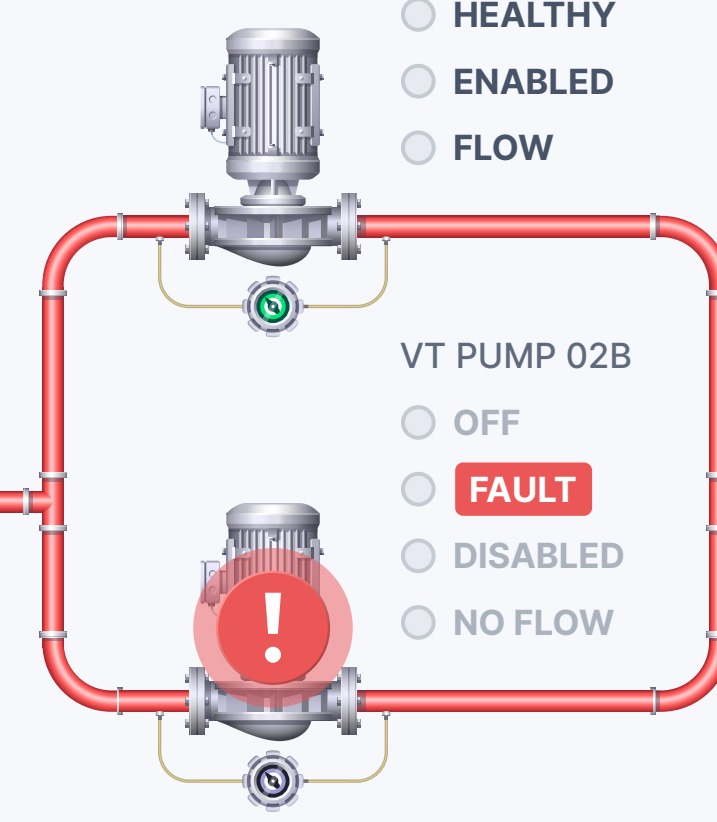 HEALTHY
ENABLED
FLOW
VT PUMP 02B
OFF
FAULT
DISABLED
NO FLOW
!